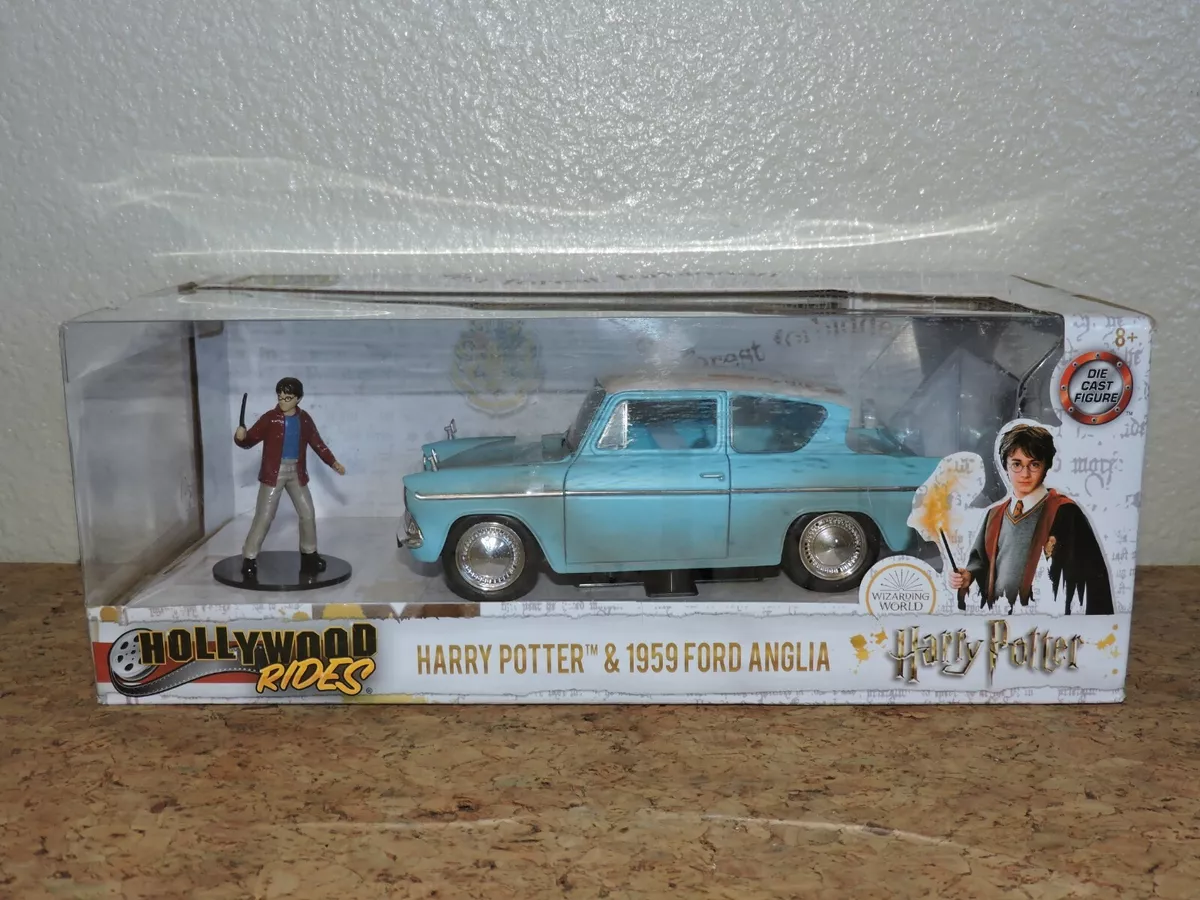 8+
DIE
CAST
FIGURE
WIZARDING
WORLD
HOLLYWOOD
RIDES®
HARRY POTTER™ & 1959 FORD ANGLIA
Harry Potter